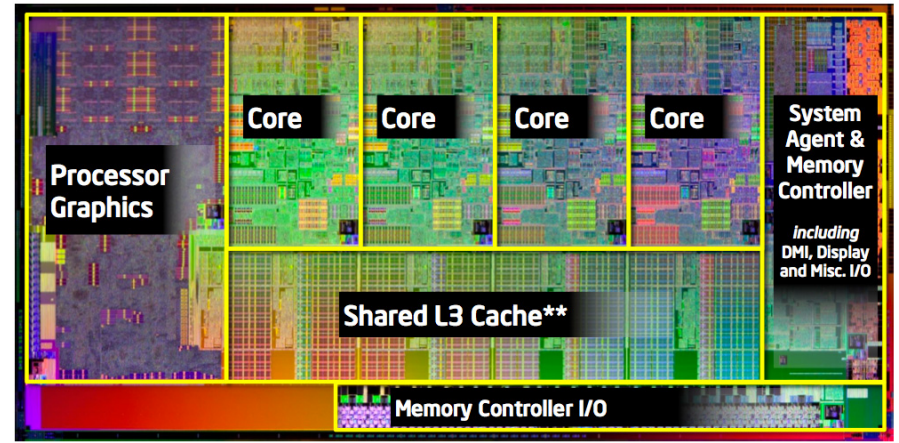 Processor
Graphics
Core
Core
Core
Core
System
Agent &
Memory
Controller
including
DMI, Display
and Misc. I/O
Shared L3 Cache**
Memory Controller I/O